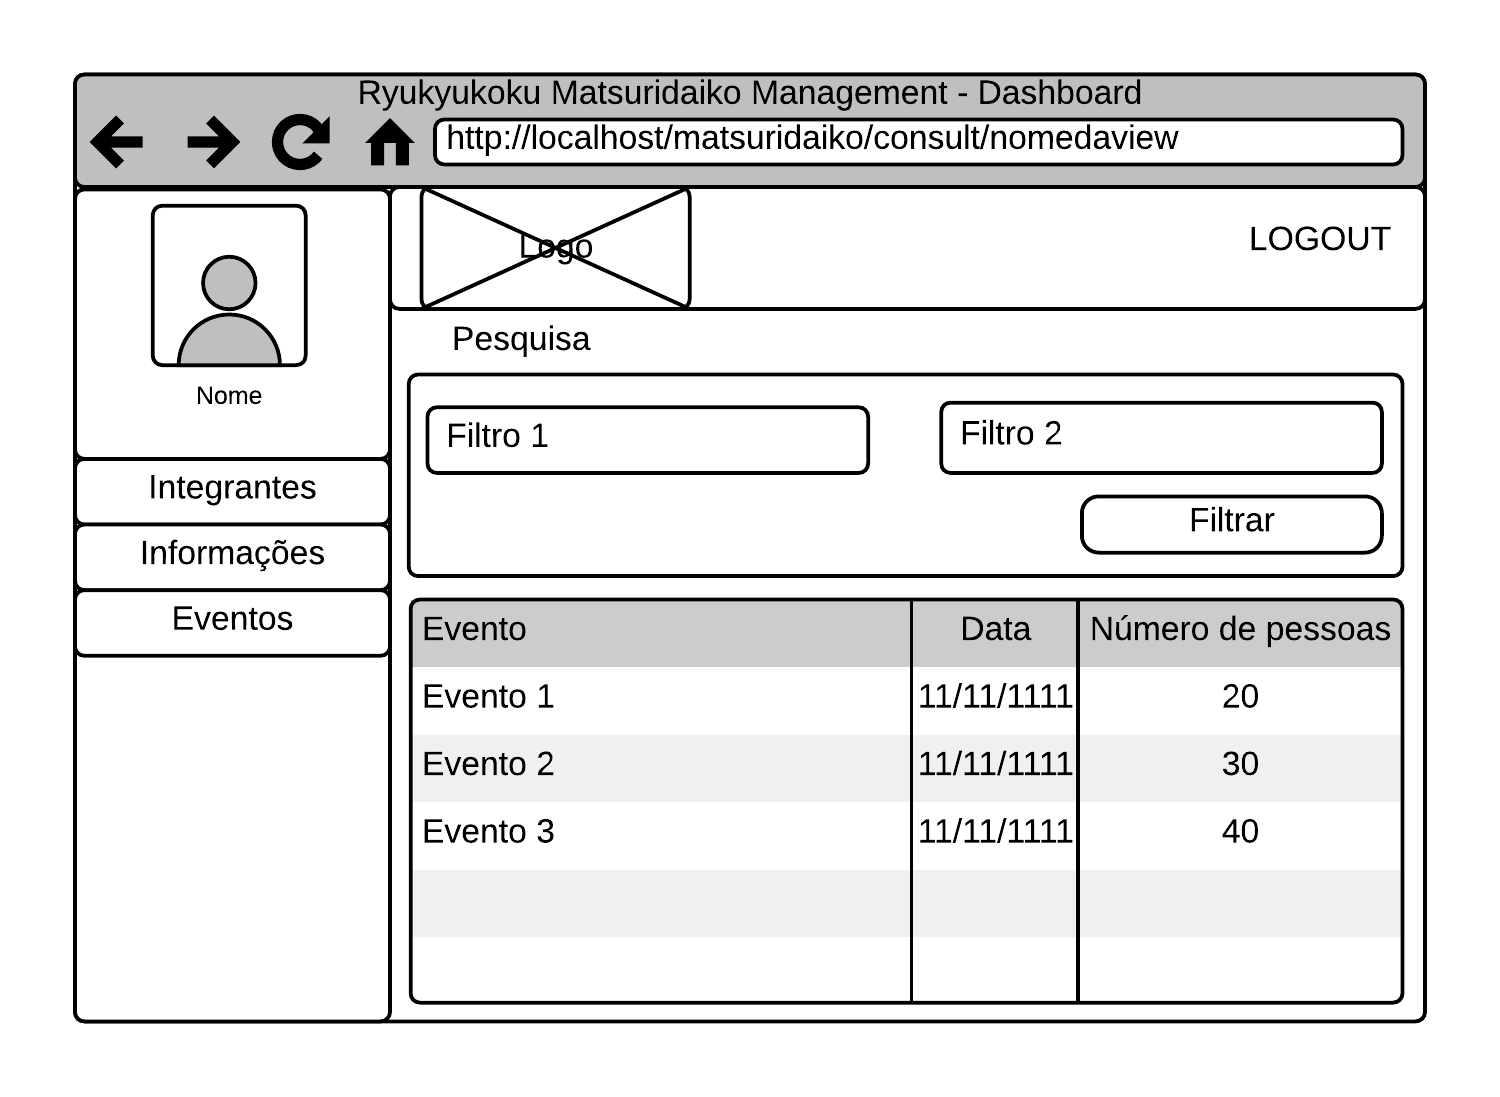 Ryukyukoku Matsuridaiko Management - Dashboard
http://localhost/matsuridaiko/consult/nomedaview
Logo
LOGOUT
Nome
Integrantes
Informações
Eventos
Pesquisa
Filtro 1
Filtro 2
Filtrar
Evento Data Número de pessoas
Evento 1 11/11/1111 20
Evento 2 11/11/1111 30
Evento 3 11/11/1111 40